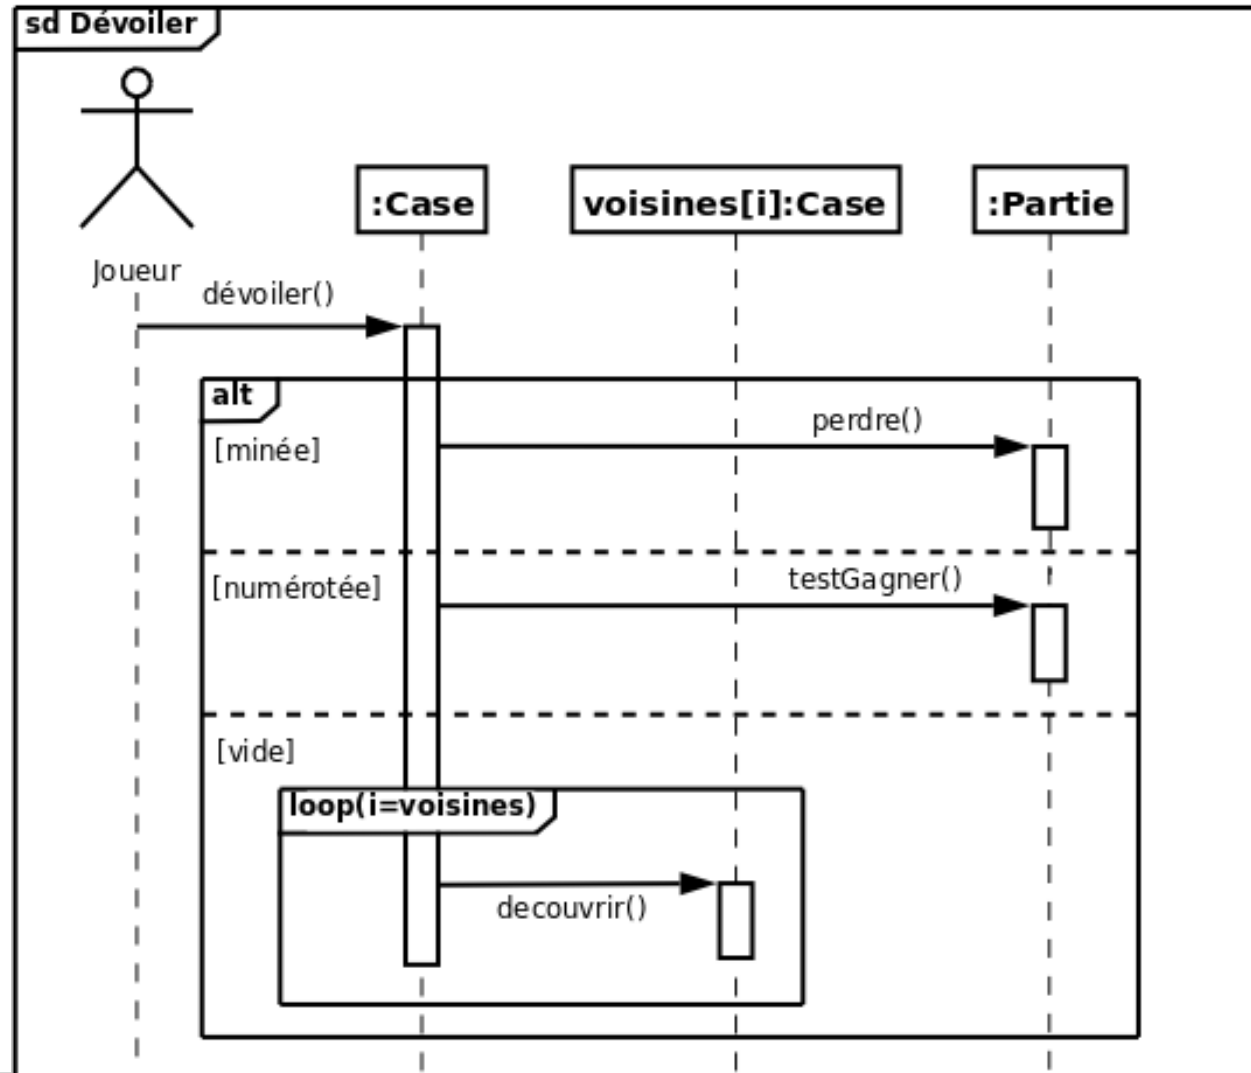 sd Dévoiler
:Case
voisines[i]:Case
:Partie
Joueur
dévoiler()
alt
[minée]
perdre()
[numérotée]
testGagner()
[vide]
loop(i=voisines)
decouvrir()